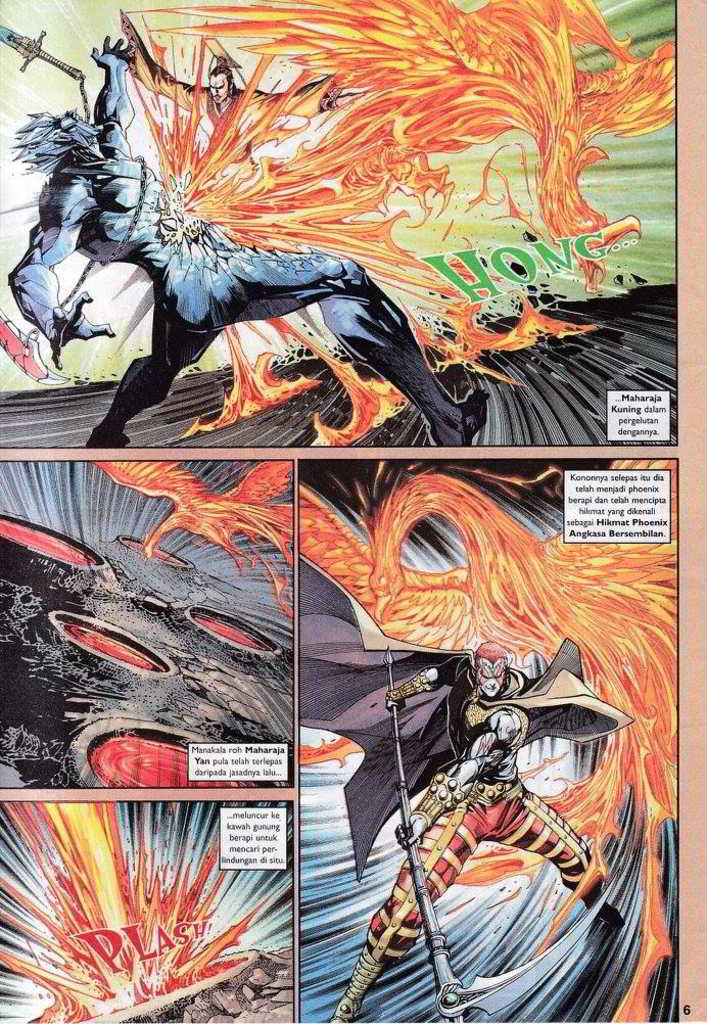 HONG...
...Maharaja
Kuning dalam
pergelutan
dengannya.
Manakala roh Maharaja
Yan pula telah terlepas
daripada jasadnya lalu...
...meluncur ke
kawah gunung
berapi untuk
mencari per-
lindungan di situ.
PLASH!
Kononnya selepas itu dia
telah menjadi phoenix
berapi dan telah mencipta
hikmat yang dikenali
sebagai Hikmat Phoenix
Angkasa Bersembilan.
6